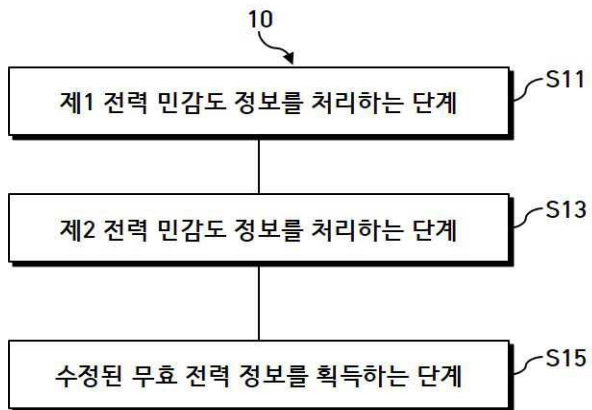 10
제1 전력 민감도 정보를 처리하는 단계
S11
제2 전력 민감도 정보를 처리하는 단계
S13
수정된 무효 전력 정보를 획득하는 단계
S15